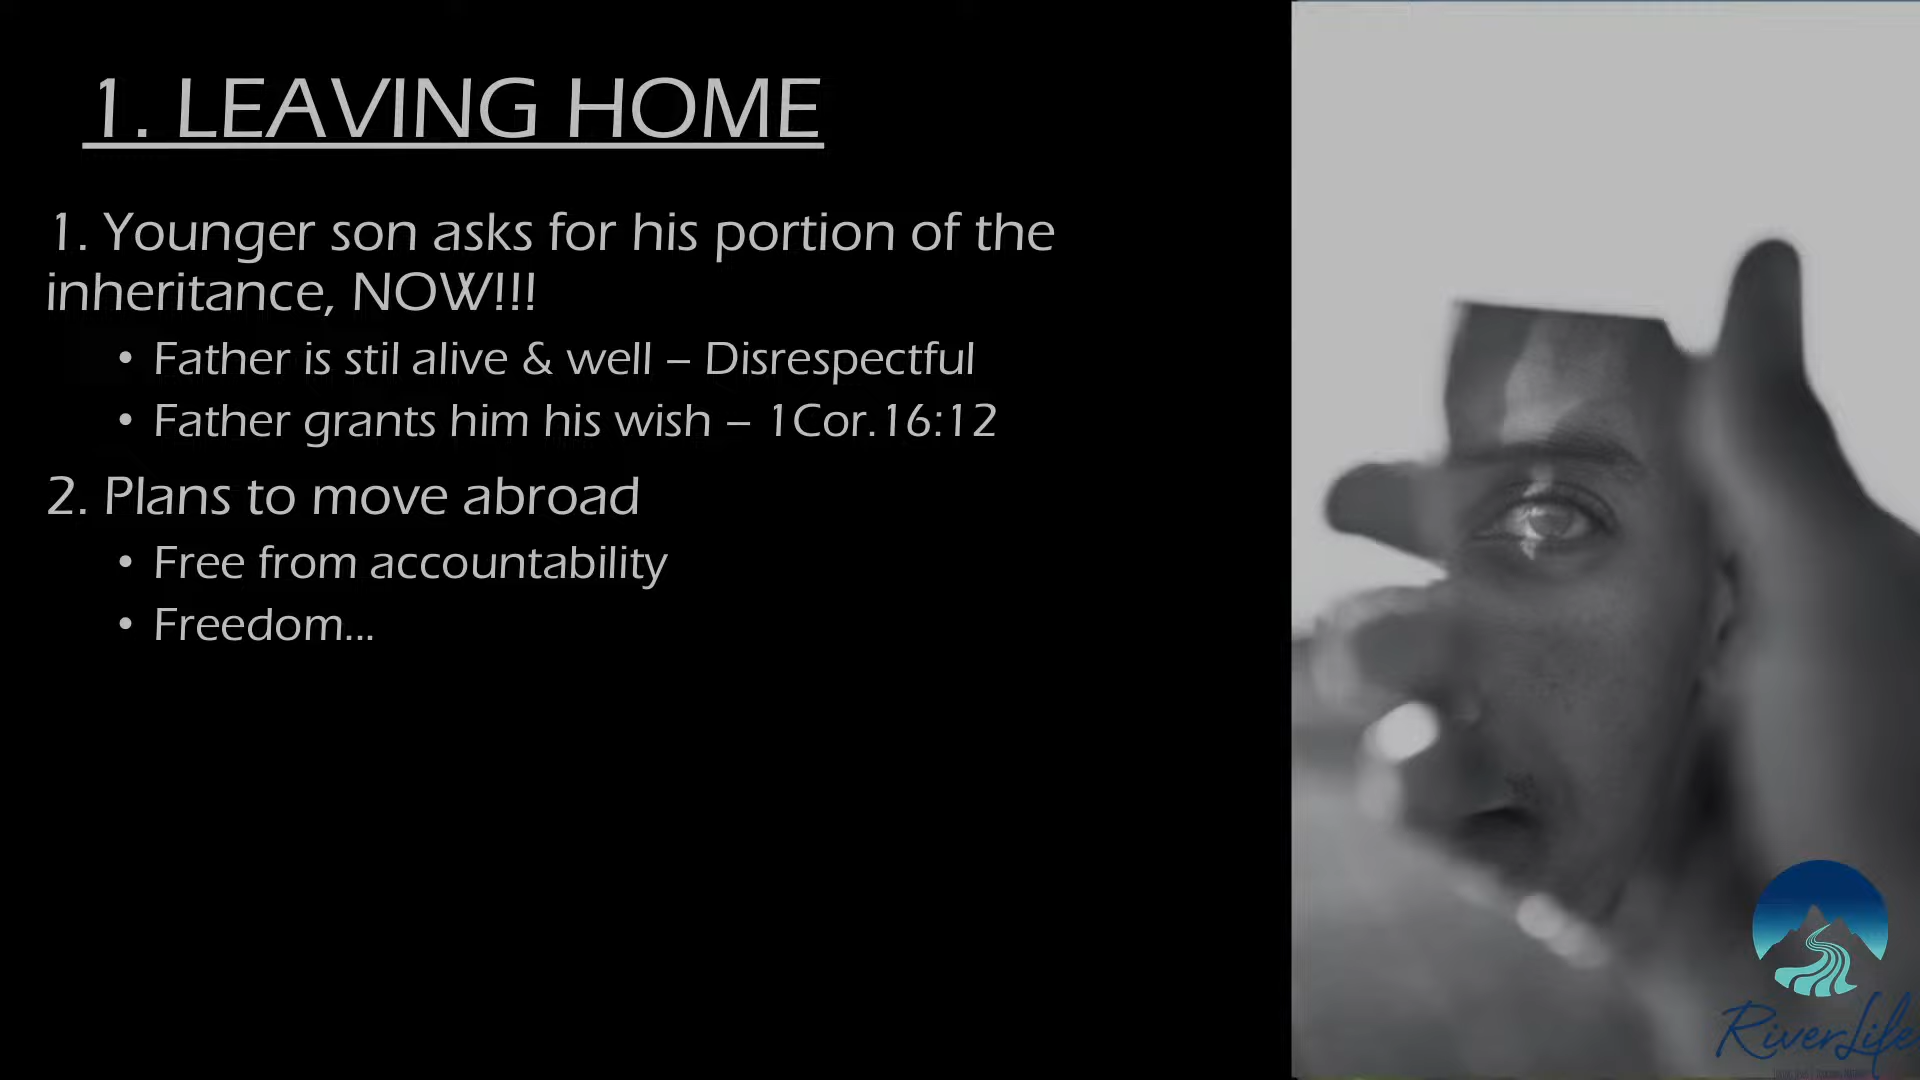 1. LEAVING HOME
1. Younger son asks for his portion of the
inheritance, NOW!!!
• Father is stil alive & well – Disrespectful
• Father grants him his wish – 1Cor.16:12
2. Plans to move abroad
• Free from accountability
• Freedom...
RiverLife